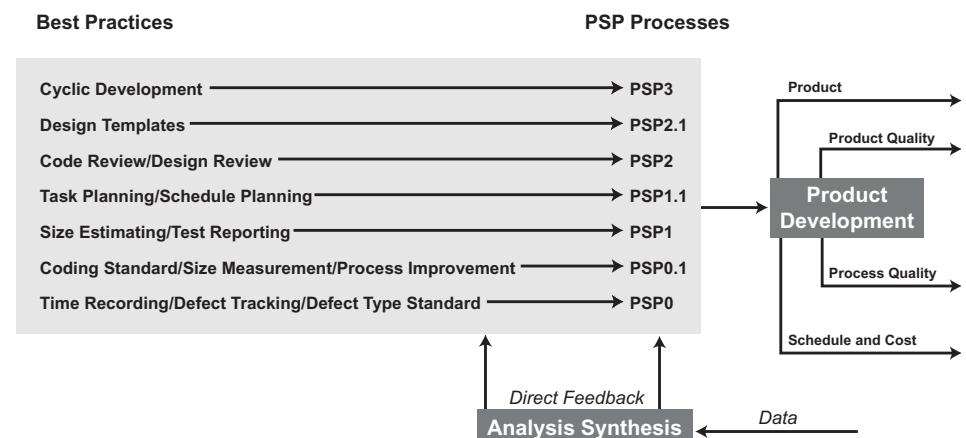 Best Practices PSP Processes
Cyclic Development PSP3
Design Templates PSP2.1
Code Review/Design Review PSP2
Task Planning/Schedule Planning PSP1.1
Size Estimating/Test Reporting PSP1
Coding Standard/Size Measurement/Process Improvement PSP0.1
Time Recording/Defect Tracking/Defect Type Standard PSP0
Product
Product Quality
Product
Development
Process Quality
Schedule and Cost
Direct Feedback
Analysis Synthesis
Data